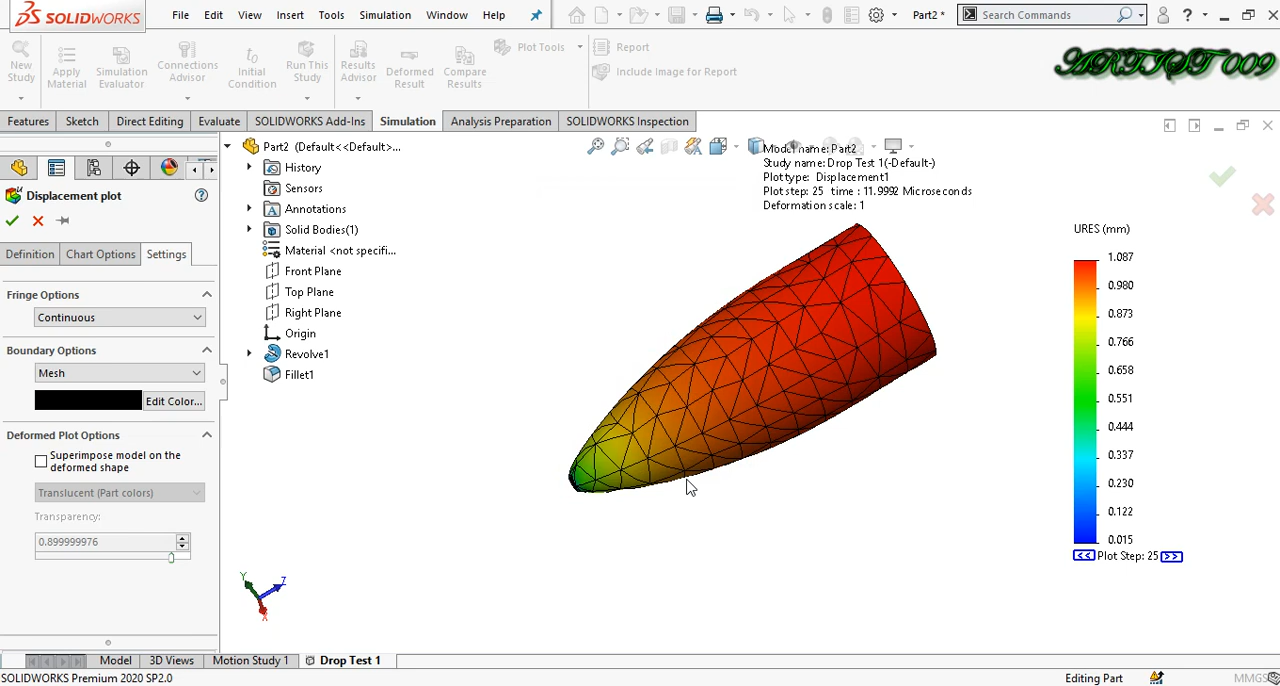 SOLIDWORKS
File Edit View Insert Tools Simulation Window Help
Part2 *
Search Commands
New Study
Apply Material
Simulation Evaluator
Connections Advisor
Initial Condition
Run This Study
Results Advisor
Deformed Result
Compare Results
Plot Tools
Report
Include Image for Report
ARTIST 009
Features Sketch Direct Editing Evaluate SOLIDWORKS Add-Ins Simulation Analysis Preparation SOLIDWORKS Inspection
Displacement plot
Definition Chart Options Settings
Fringe Options
Continuous
Boundary Options
Mesh
Edit Color...
Deformed Plot Options
Superimpose model on the
deformed shape
Translucent (Part colors)
Transparency:
0.899999976
Part2 (Default<<Default>...
History
Sensors
Annotations
Solid Bodies(1)
Material <not specifi...
Front Plane
Top Plane
Right Plane
Origin
Revolve1
Fillet1
Model name: Part2
Study name: Drop Test 1(-Default-)
Plot type: Displacement1
Plot step: 25 time : 11.9992 Microseconds
Deformation scale: 1
URES (mm)
1.087
0.980
0.873
0.766
0.658
0.551
0.444
0.337
0.230
0.122
0.015
<< Plot Step: 25 >>
Y
Z
X
Model 3D Views Motion Study 1 Drop Test 1
SOLIDWORKS Premium 2020 SP2.0
Editing Part
MMGS